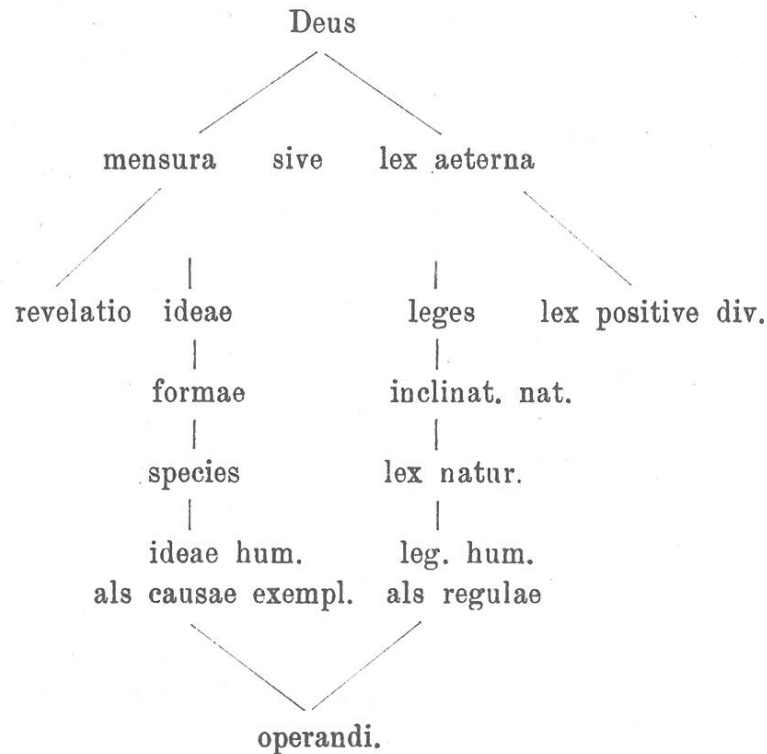 Deus
mensura sive lex aeterna
revelatio ideae leges lex positive div.
formae inclinat. nat.
species lex natur.
ideae hum. leg. hum.
als causae exempl. als regulae
operandi.